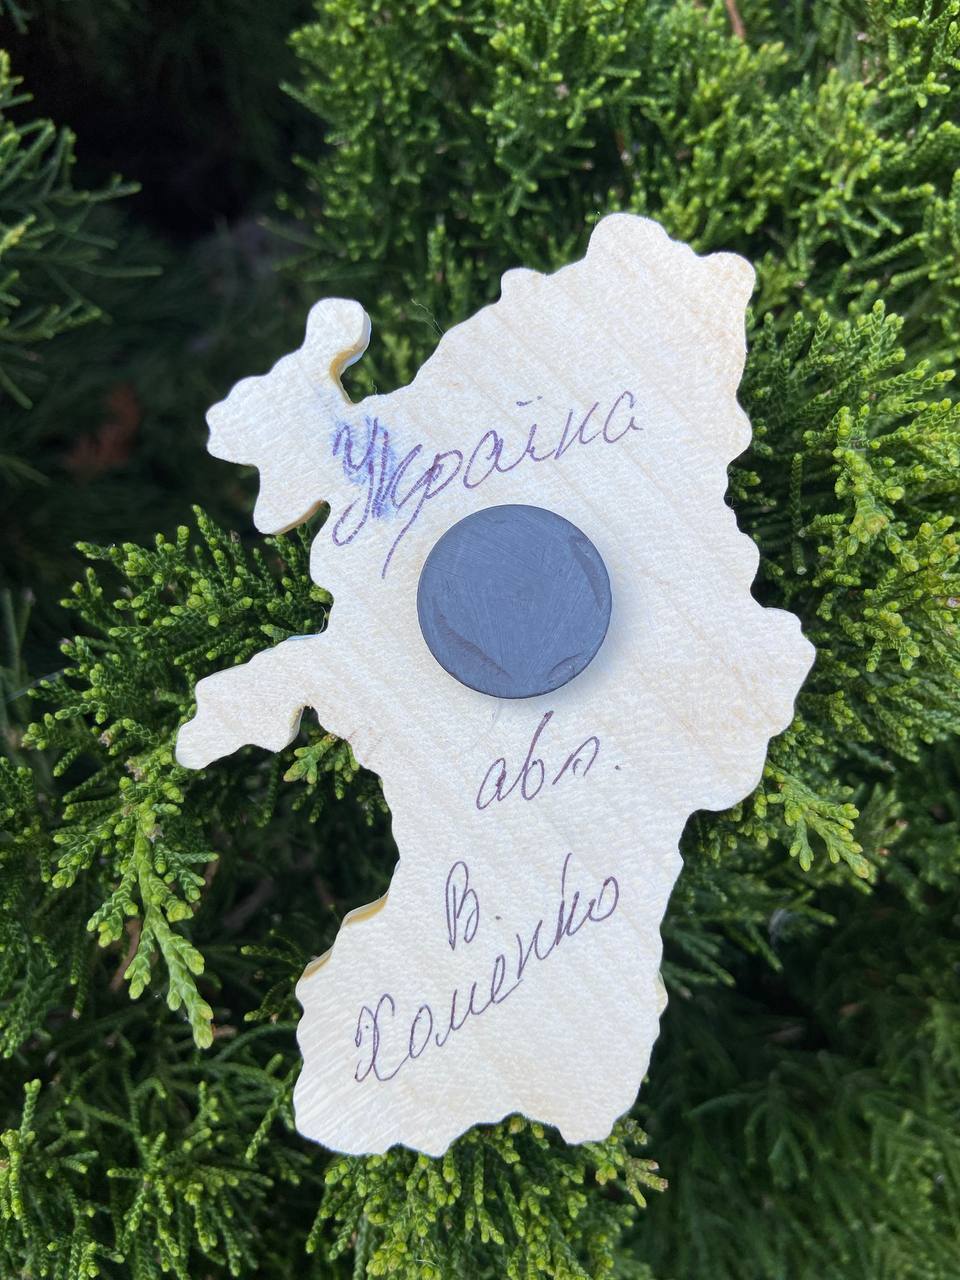 Україна
авт.
В.
Хоменко